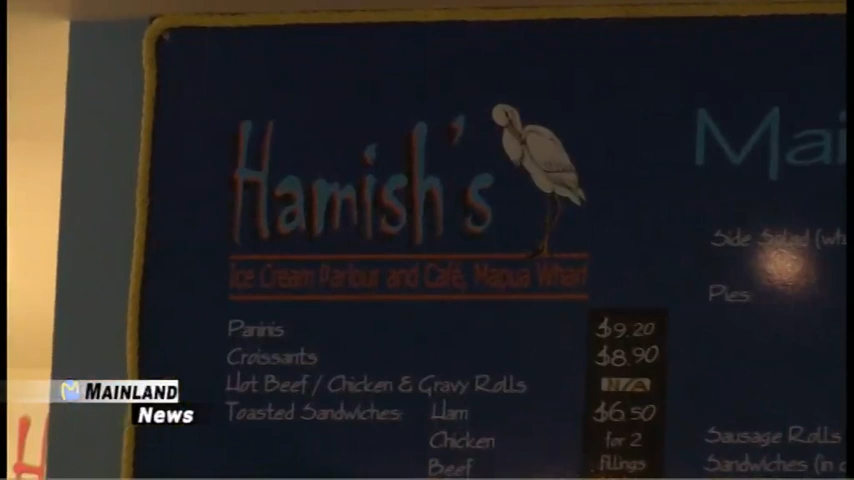 Hamish's
Ice Cream Parlour and Café, Mapua Wharf
Paninis $9.20
Croissants $8.90
Hot Beef / Chicken & Gravy Rolls N/A
Toasted Sandwiches Ham $6.50
Chicken for 2
Beef fillings
Mai
Side Salad (wh
Pies
Sausage Rolls
Sandwiches (in
MAINLAND
News
H